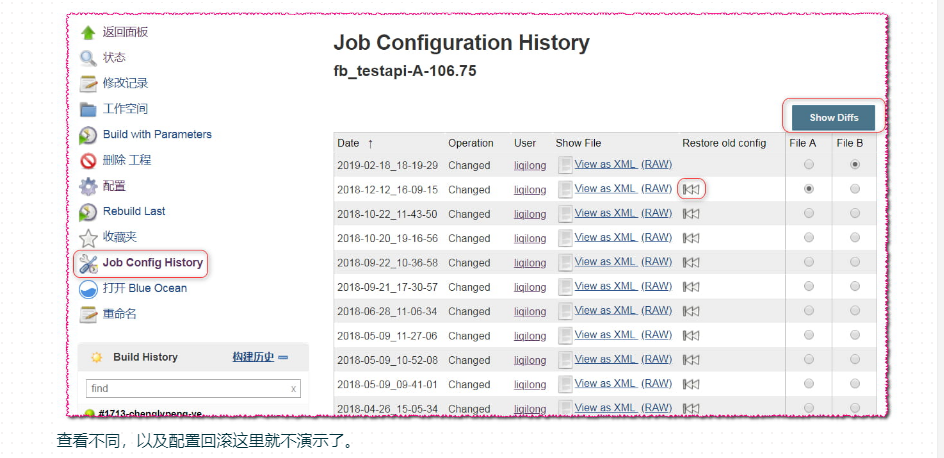 返回面板
状态
修改记录
工作空间
Build with Parameters
删除 工程
配置
Rebuild Last
收藏夹
Job Config History
打开 Blue Ocean
重命名
Build History 构建历史
find x
Job Configuration History
fb_testapi-A-106.75
Show Diffs
Date ↑ Operation User Show File Restore old config File A File B
2019-02-18_18-19-29 Changed liqilong View as XML (RAW)
2018-12-12_16-09-15 Changed liqilong View as XML (RAW)
2018-10-22_11-43-50 Changed liqilong View as XML (RAW)
2018-10-20_19-16-56 Changed liqilong View as XML (RAW)
2018-09-22_10-36-58 Changed liqilong View as XML (RAW)
2018-09-21_17-30-57 Changed liqilong View as XML (RAW)
2018-06-28_11-06-34 Changed liqilong View as XML (RAW)
2018-05-09_11-27-06 Changed liqilong View as XML (RAW)
2018-05-09_10-52-08 Changed liqilong View as XML (RAW)
2018-05-09_09-41-01 Changed liqilong View as XML (RAW)
2018-04-26_15-05-34 Changed liqilong View as XML (RAW)
查看不同，以及配置回滚这里就不演示了。